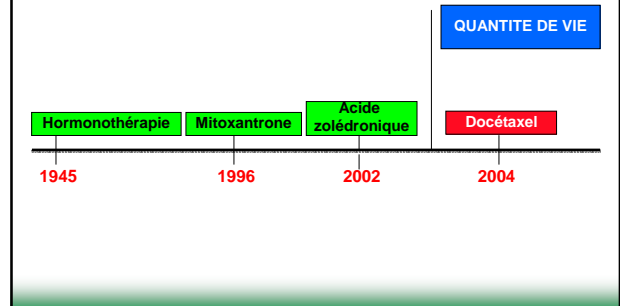 QUANTITE DE VIE
Hormonothérapie
Mitoxantrone
Acide
zolédronique
Docétaxel
1945
1996
2002
2004